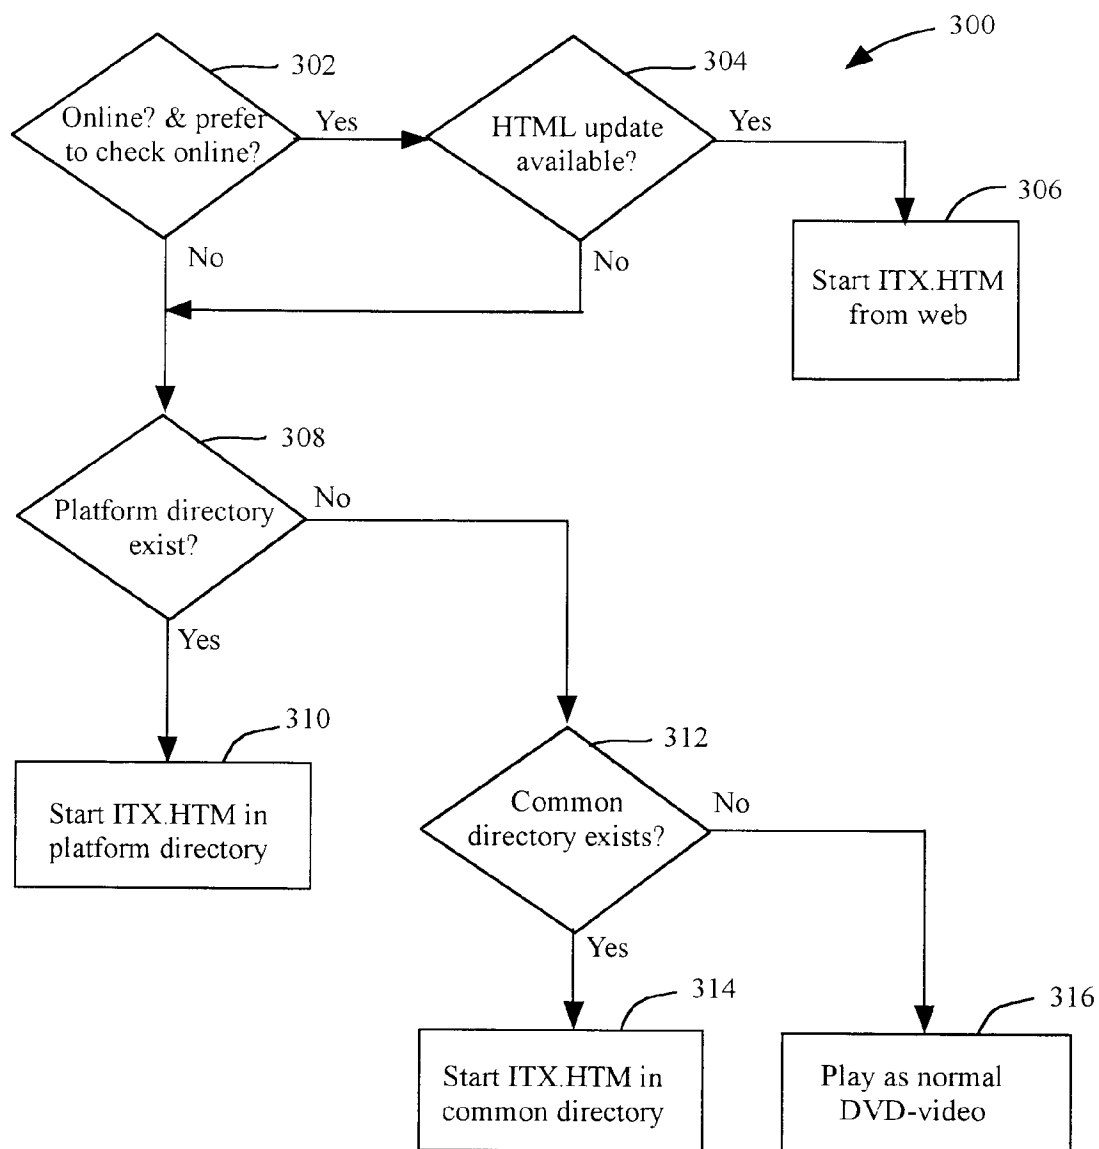 300
302
Online? & prefer
to check online?
Yes
No
304
HTML update
available?
Yes
No
306
Start ITX.HTM
from web
308
Platform directory
exist?
No
Yes
310
Start ITX.HTM in
platform directory
312
Common
directory exists?
No
Yes
314
Start ITX.HTM in
common directory
316
Play as normal
DVD-video